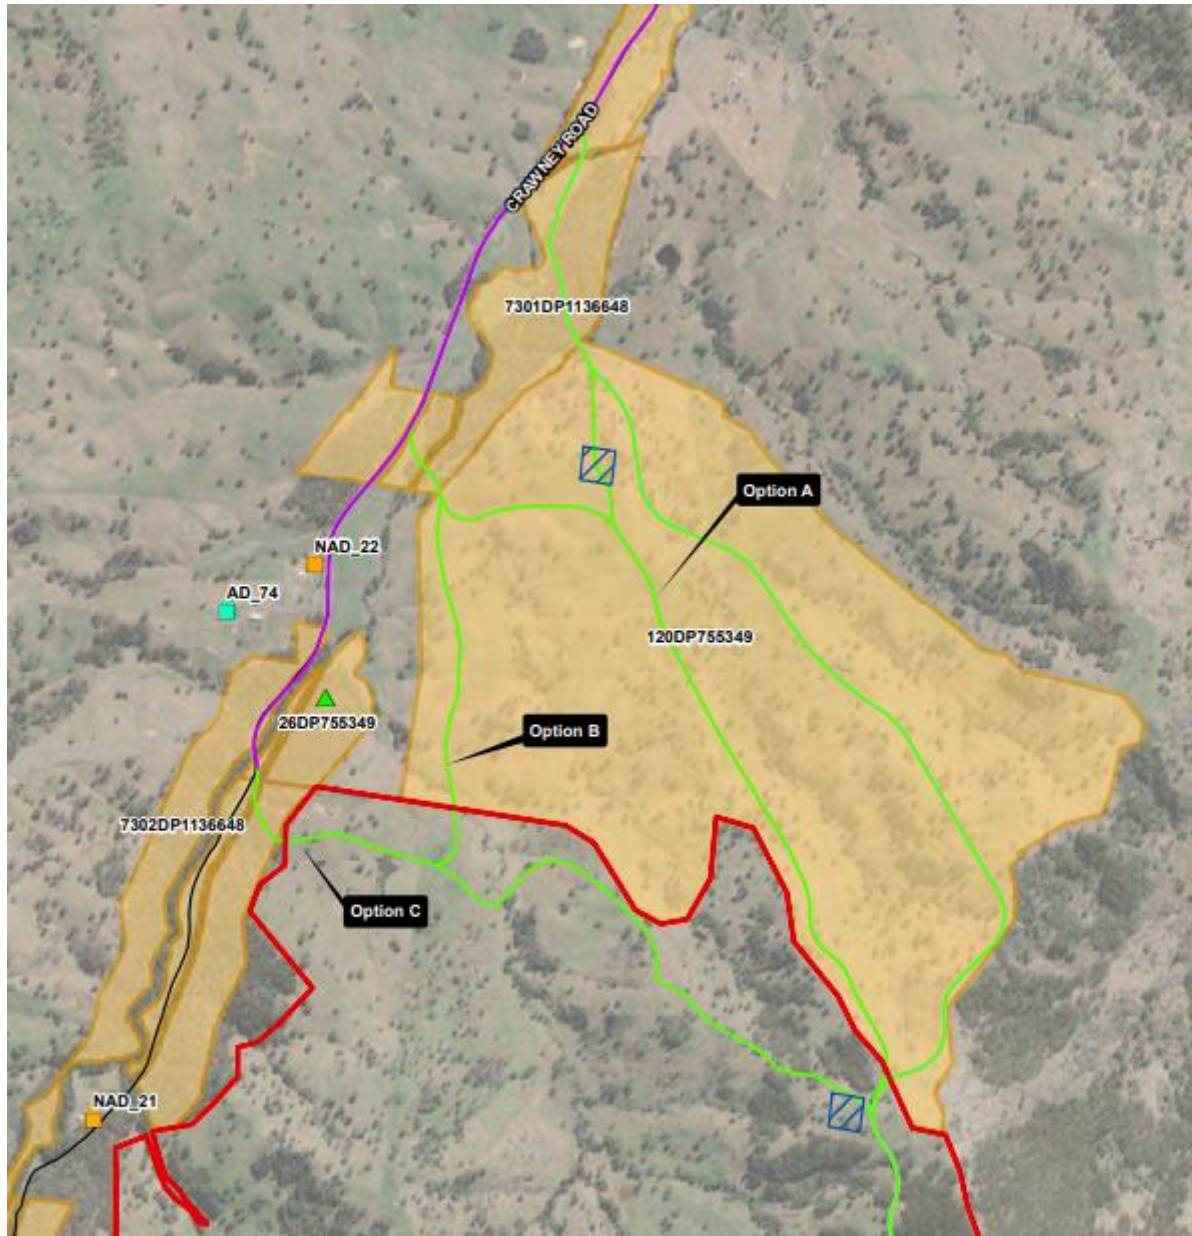 CRAWNEY ROAD
7301DP1136648
Option A
NAD_22
AD_74
120DP755349
26DP755349
Option B
7302DP1136648
Option C
NAD_21